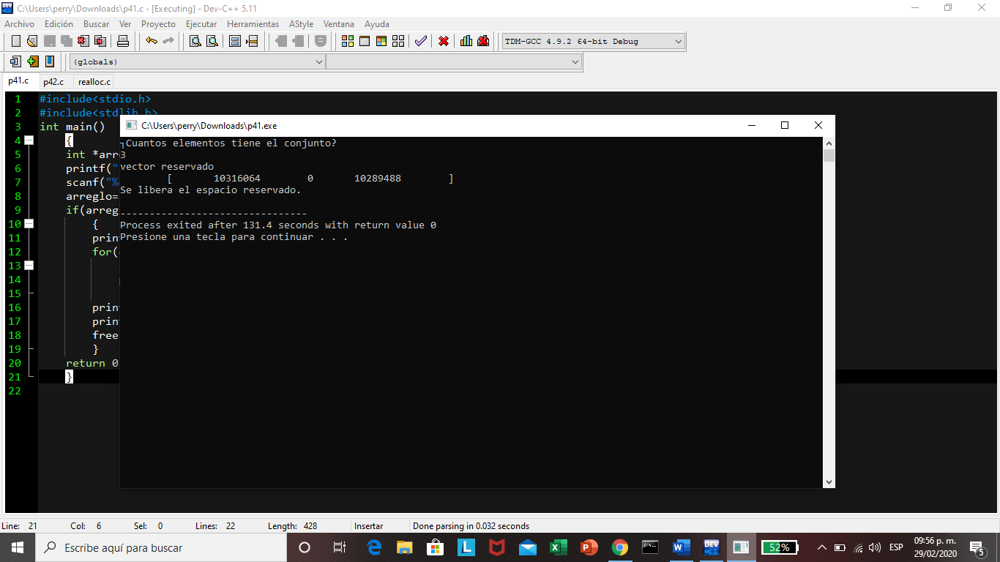 C:\Users\perry\Downloads\p41.c - [Executing] - Dev-C++ 5.11
Archivo Edición Buscar Ver Proyecto Ejecutar Herramientas AStyle Ventana Ayuda
TDM-GCC 4.9.2 64-bit Debug
(globals)
p41.c p42.c realloc.c
1 #include<stdio.h>
2 #include<stdlib.h>
3 int main()
4 {
5 int *arr
6 printf("
7 scanf("%
8 arreglo=
9 if(arreg
10 {
11 prin
12 for(
13
14
15
16 prin
17 prin
18 free
19 }
20 return 0
21 }
22
C:\Users\perry\Downloads\p41.exe
┐Cuantos elementos tiene el conjunto?
3
vector reservado
[ 10316064 0 10289488 ]
Se libera el espacio reservado.
--------------------------------
Process exited after 131.4 seconds with return value 0
Presione una tecla para continuar . . .
Line: 21 Col: 6 Sel: 0 Lines: 22 Length: 428 Insertar Done parsing in 0.032 seconds
Escribe aquí para buscar
52%
ESP
09:56 p. m.
29/02/2020
5